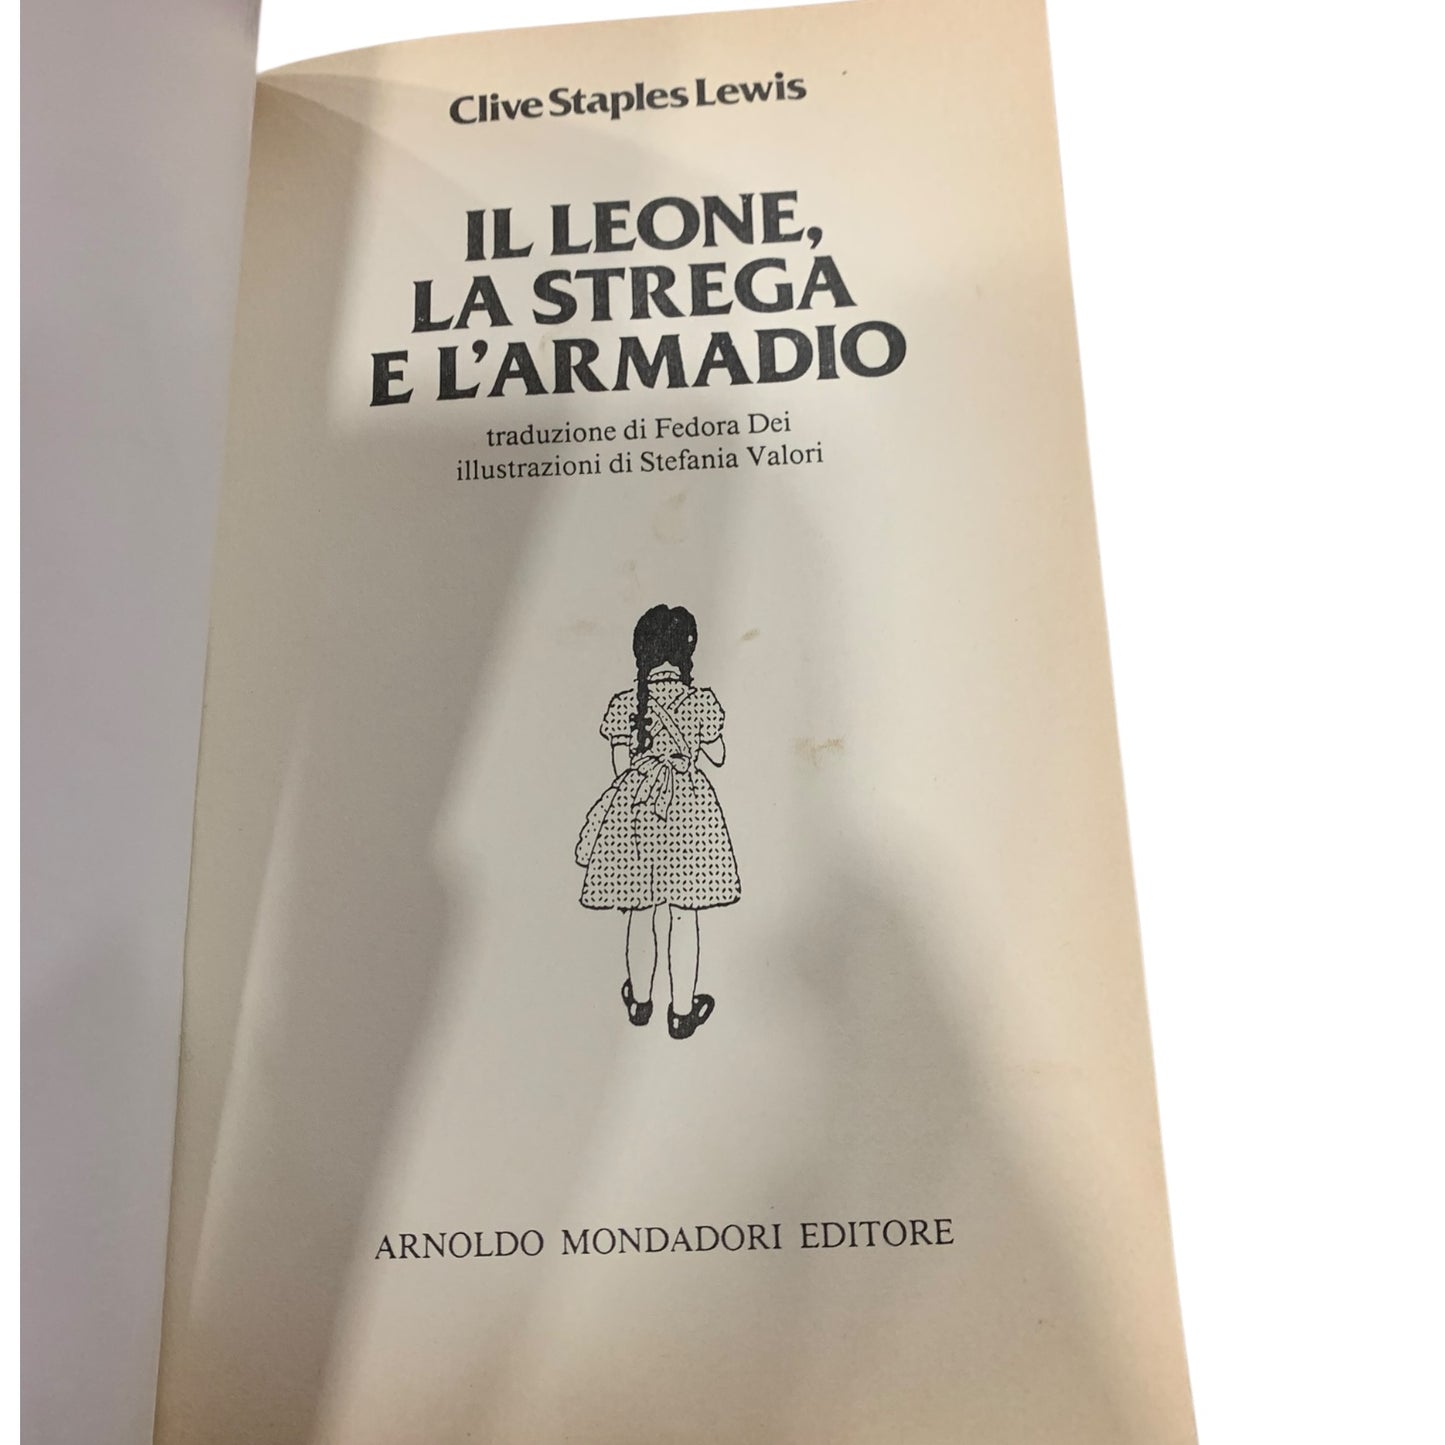 Clive Staples Lewis
IL LEONE,
LA STREGA
E L'ARMADIO
traduzione di Fedora Dei
illustrazioni di Stefania Valori
ARNOLDO MONDADORI EDITORE